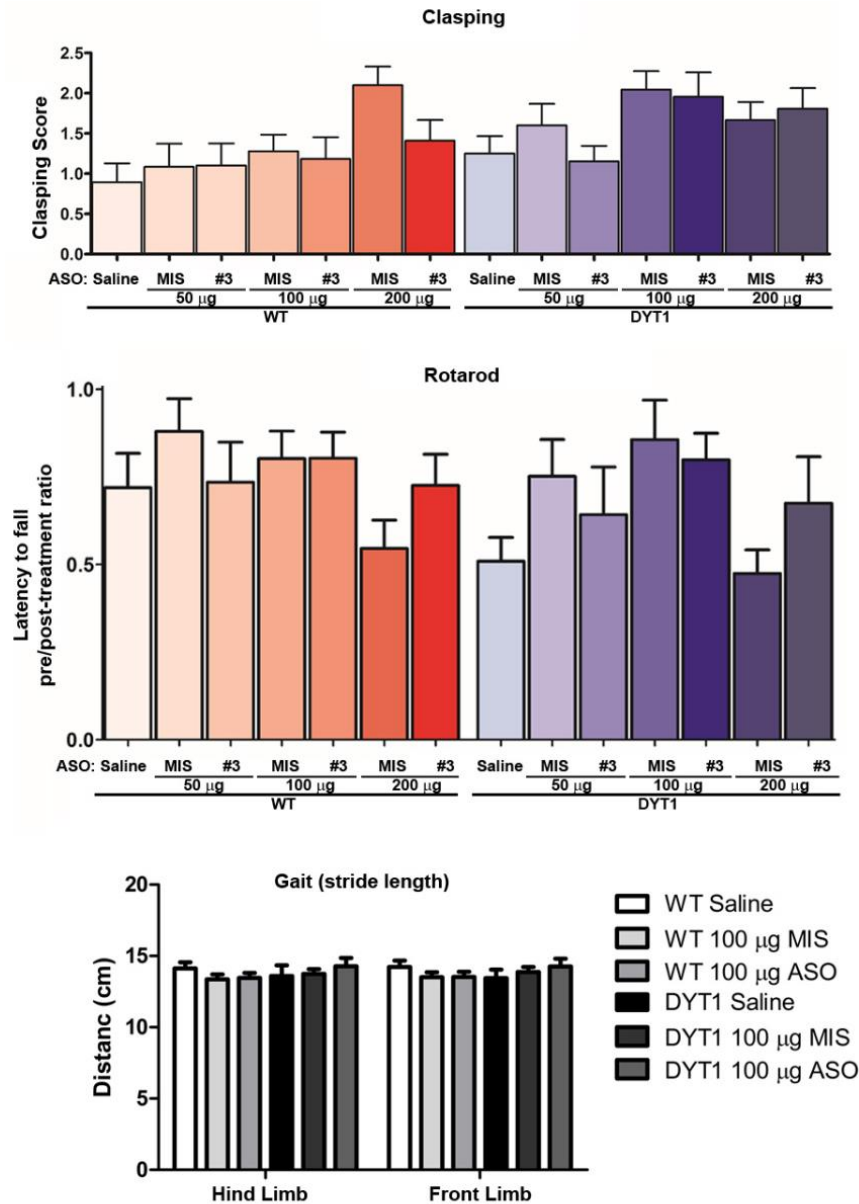 Clasping
Clasping Score
2.5
2.0
1.5
1.0
0.5
0.0
ASO: Saline MIS #3 MIS #3 MIS #3 Saline MIS #3 MIS #3 MIS #3
50 μg 100 μg 200 μg 50 μg 100 μg 200 μg
WT DYT1
Rotarod
Latency to fall
pre/post-treatment ratio
1.0
0.5
0.0
ASO: Saline MIS #3 MIS #3 MIS #3 Saline MIS #3 MIS #3 MIS #3
50 μg 100 μg 200 μg 50 μg 100 μg 200 μg
WT DYT1
Gait (stride length)
Distanc (cm)
20
15
10
5
0
Hind Limb Front Limb
WT Saline
WT 100 μg MIS
WT 100 μg ASO
DYT1 Saline
DYT1 100 μg MIS
DYT1 100 μg ASO